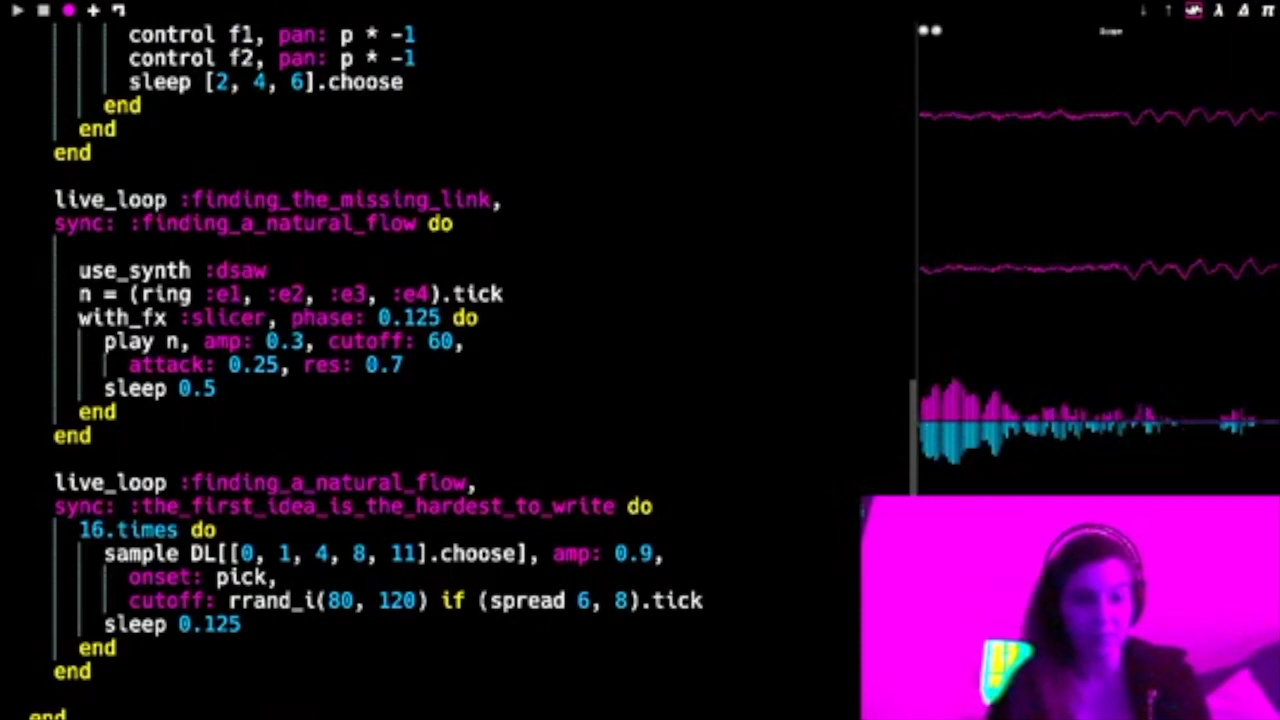 Scope
control f1, pan: p * -1
control f2, pan: p * -1
sleep [2, 4, 6].choose
end
end
end
live_loop :finding_the_missing_link,
sync: :finding_a_natural_flow do
use_synth :dsaw
n = (ring :e1, :e2, :e3, :e4).tick
with_fx :slicer, phase: 0.125 do
play n, amp: 0.3, cutoff: 60,
attack: 0.25, res: 0.7
sleep 0.5
end
end
live_loop :finding_a_natural_flow,
sync: :the_first_idea_is_the_hardest_to_write do
16.times do
sample DL[[0, 1, 4, 8, 11].choose], amp: 0.9,
onset: pick,
cutoff: rrand_i(80, 120) if (spread 6, 8).tick
sleep 0.125
end
end
end